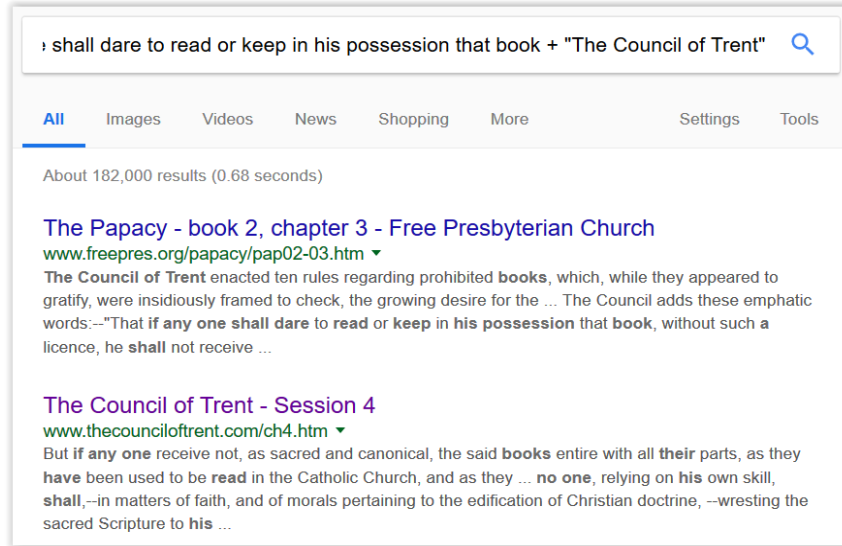 shall dare to read or keep in his possession that book + "The Council of Trent"
All Images Videos News Shopping More Settings Tools
About 182,000 results (0.68 seconds)
The Papacy - book 2, chapter 3 - Free Presbyterian Church
www.freepres.org/papacy/pap02-03.htm
The Council of Trent enacted ten rules regarding prohibited books, which, while they appeared to
gratify, were insidiously framed to check, the growing desire for the ... The Council adds these emphatic
words:--"That if any one shall dare to read or keep in his possession that book, without such a
licence, he shall not receive ...
The Council of Trent - Session 4
www.thecounciloftrent.com/ch4.htm
But if any one receive not, as sacred and canonical, the said books entire with all their parts, as they
have been used to be read in the Catholic Church, and as they ... no one, relying on his own skill,
shall,--in matters of faith, and of morals pertaining to the edification of Christian doctrine, --wresting the
sacred Scripture to his ...